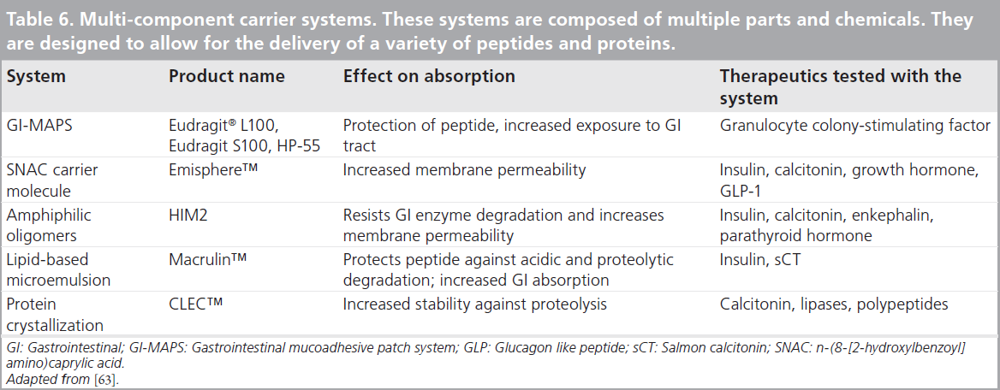 Table 6. Multi-component carrier systems. These systems are composed of multiple parts and chemicals. They
are designed to allow for the delivery of a variety of peptides and proteins.
System Product name Effect on absorption Therapeutics tested with the
system
GI-MAPS Eudragit® L100, Protection of peptide, increased exposure to GI Granulocyte colony-stimulating factor
Eudragit S100, HP-55 tract
SNAC carrier Emisphere™ Increased membrane permeability Insulin, calcitonin, growth hormone,
molecule GLP-1
Amphiphilic HIM2 Resists GI enzyme degradation and increases Insulin, calcitonin, enkephalin,
oligomers membrane permeability parathyroid hormone
Lipid-based Macrulin™ Protects peptide against acidic and proteolytic Insulin, sCT
microemulsion degradation; increased GI absorption
Protein CLEC™ Increased stability against proteolysis Calcitonin, lipases, polypeptides
crystallization
GI: Gastrointestinal; GI-MAPS: Gastrointestinal mucoadhesive patch system; GLP: Glucagon like peptide; sCT: Salmon calcitonin; SNAC: n-(8-[2-hydroxylbenzoyl]
amino)caprylic acid.
Adapted from [63].